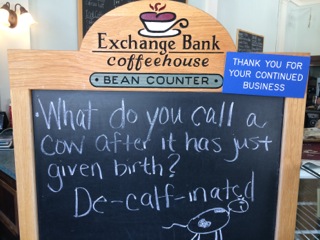 Exchange Bank
coffeehouse
BEAN COUNTER
THANK YOU FOR
YOUR CONTINUED
BUSINESS
What do you call a
cow after it has just
given birth?
De-calf-inated